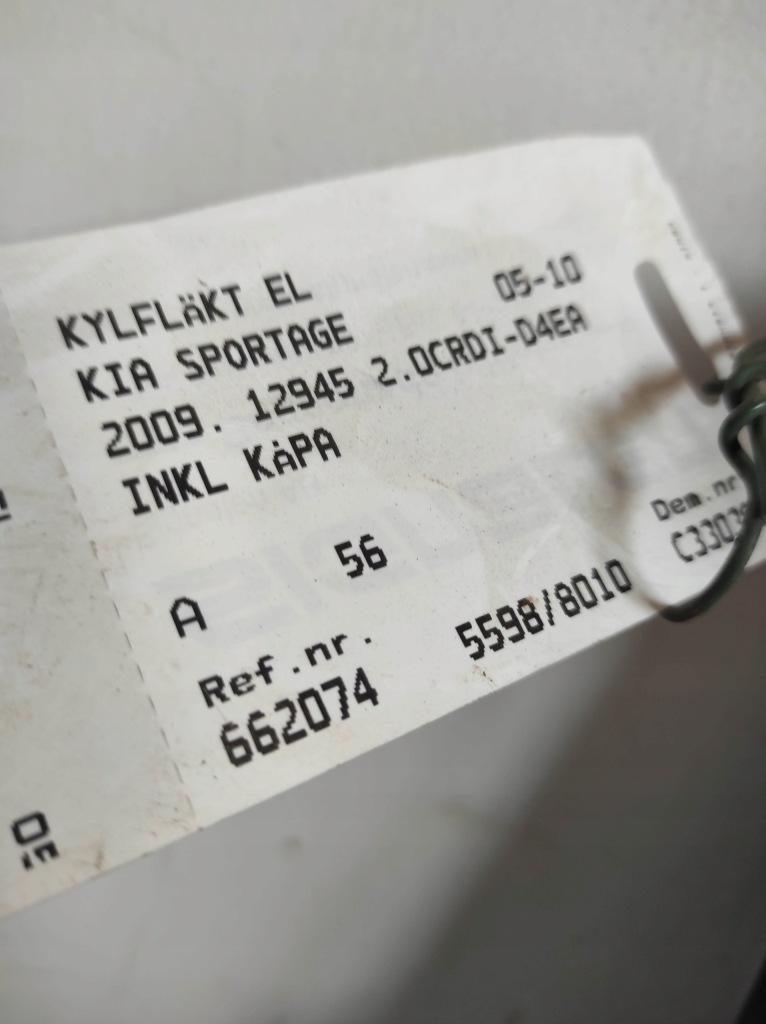 KYLFLÄKT EL 05-10
KIA SPORTAGE
2009. 12945 2.0CRDI-D4EA
INKL KÅPA
A 56
Ref.nr. Dem.nr
662074 5598/8010